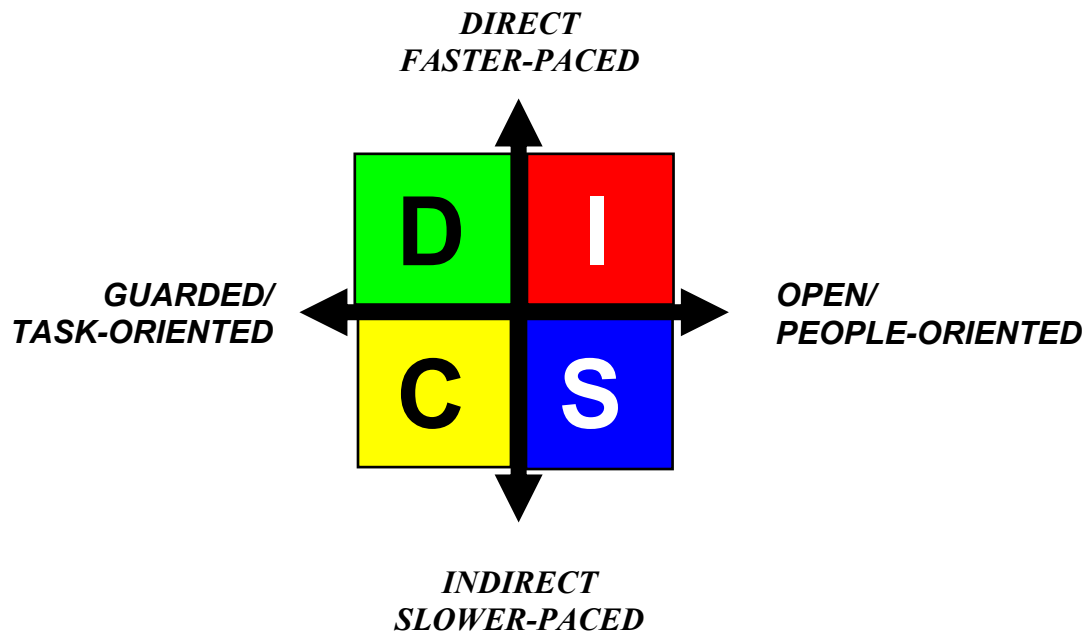 DIRECT
FASTER-PACED
D I
GUARDED/
TASK-ORIENTED
OPEN/
PEOPLE-ORIENTED
C S
INDIRECT
SLOWER-PACED